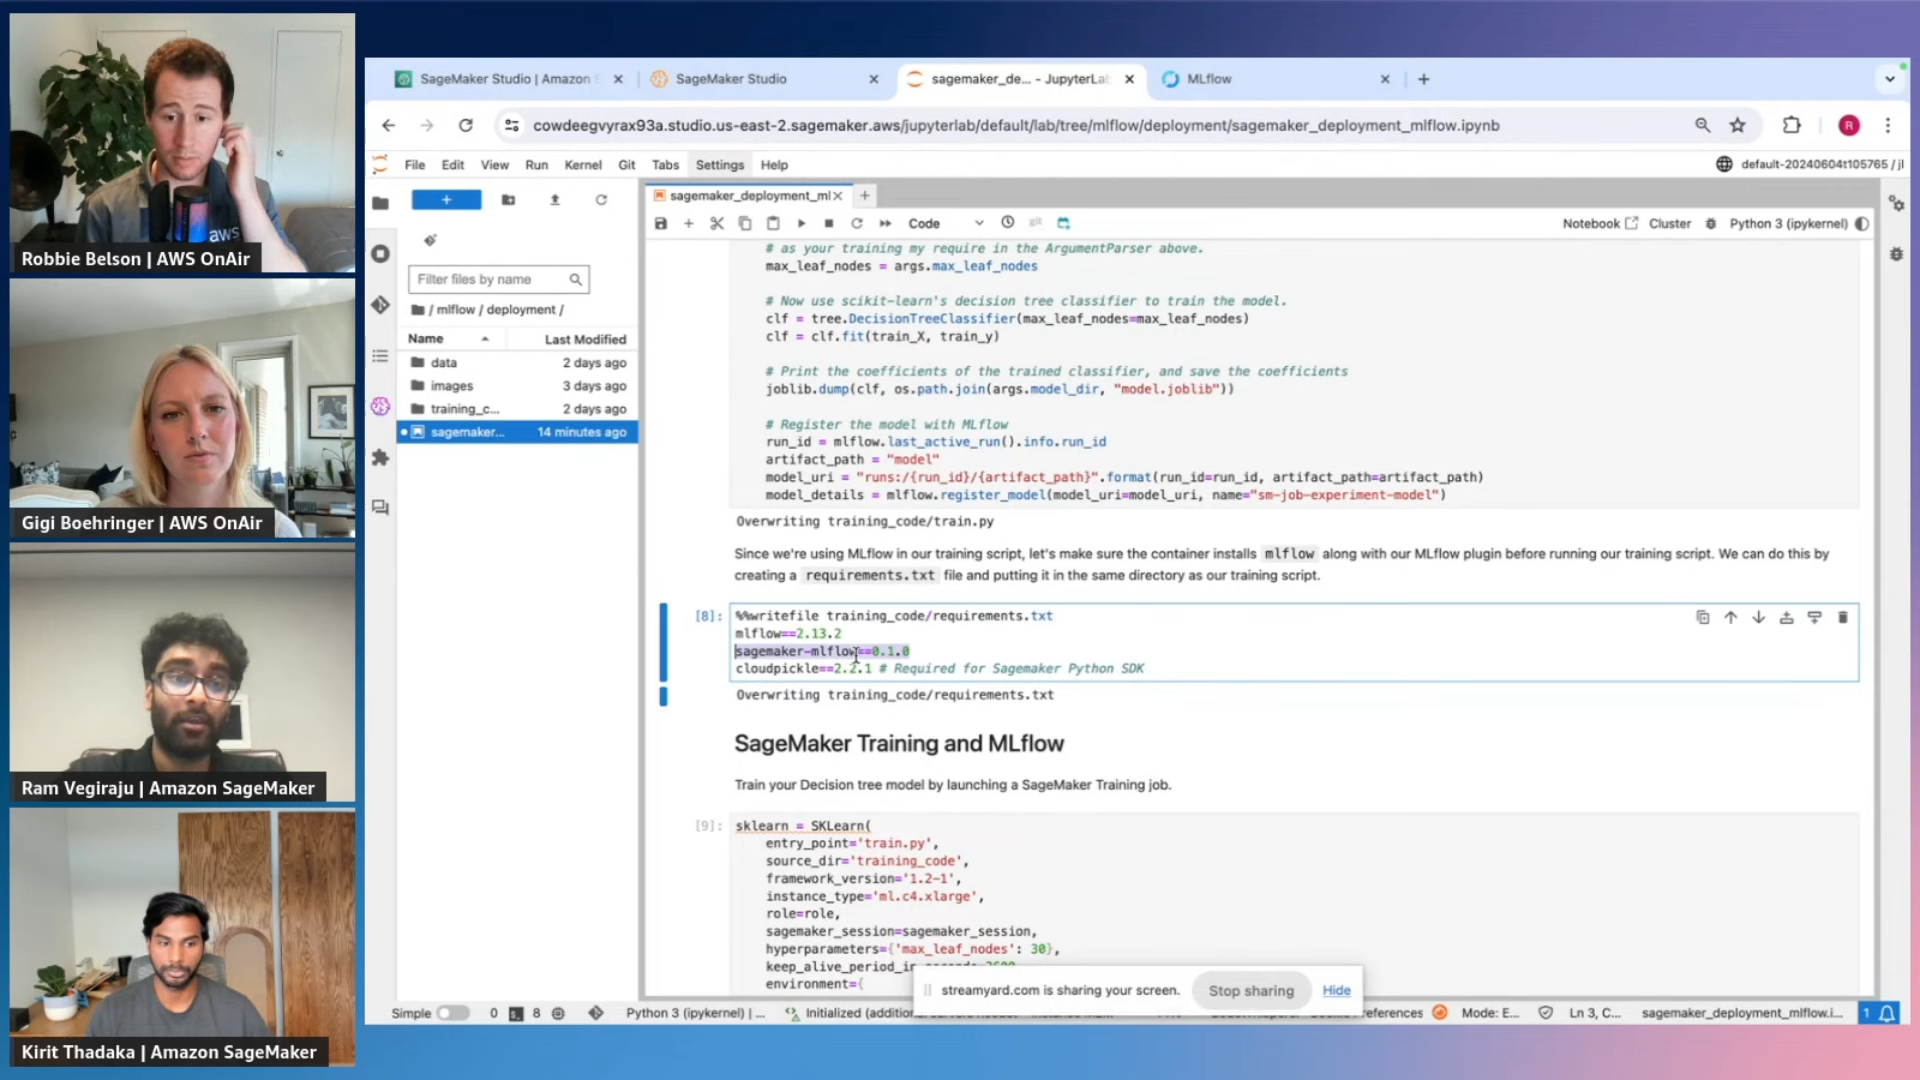 aws
Robbie Belson | AWS OnAir
Gigi Boehringer | AWS OnAir
Ram Vegiraju | Amazon SageMaker
Kirit Thadaka | Amazon SageMaker
SageMaker Studio | Amazon
SageMaker Studio
sagemaker_de... - JupyterLab
MLflow
cowdeegvyrax93a.studio.us-east-2.sagemaker.aws/jupyterlab/default/lab/tree/mlflow/deployment/sagemaker_deployment_mlflow.ipynb
R
File Edit View Run Kernel Git Tabs Settings Help
default-20240604t105765 / jl
Filter files by name
/ mlflow / deployment /
Name Last Modified
data 2 days ago
images 3 days ago
training_c... 2 days ago
sagemaker... 14 minutes ago
sagemaker_deployment_ml
Code
git
Notebook Cluster Python 3 (ipykernel)
# as your training my require in the ArgumentParser above.
max_leaf_nodes = args.max_leaf_nodes
# Now use scikit-learn's decision tree classifier to train the model.
clf = tree.DecisionTreeClassifier(max_leaf_nodes=max_leaf_nodes)
clf = clf.fit(train_X, train_y)
# Print the coefficients of the trained classifier, and save the coefficients
joblib.dump(clf, os.path.join(args.model_dir, "model.joblib"))
# Register the model with MLflow
run_id = mlflow.last_active_run().info.run_id
artifact_path = "model"
model_uri = "runs:/{run_id}/{artifact_path}".format(run_id=run_id, artifact_path=artifact_path)
model_details = mlflow.register_model(model_uri=model_uri, name="sm-job-experiment-model")
Overwriting training_code/train.py
Since we're using MLflow in our training script, let's make sure the container installs mlflow along with our MLflow plugin before running our training script. We can do this by
creating a requirements.txt file and putting it in the same directory as our training script.
[8]: %%writefile training_code/requirements.txt
mlflow==2.13.2
sagemaker-mlflow==0.1.0
cloudpickle==2.2.1 # Required for Sagemaker Python SDK
Overwriting training_code/requirements.txt
SageMaker Training and MLflow
Train your Decision tree model by launching a SageMaker Training job.
[9]: sklearn = SKLearn(
entry_point='train.py',
source_dir='training_code',
framework_version='1.2-1',
instance_type='ml.c4.xlarge',
role=role,
sagemaker_session=sagemaker_session,
hyperparameters={'max_leaf_nodes': 30},
keep_alive_period_in
environment={
streamyard.com is sharing your screen. Stop sharing Hide
Simple 0 8 Python 3 (ipykernel) | ... Initialized (additio
Mode: E... Ln 3, C... sagemaker_deployment_mlflow.i... 1